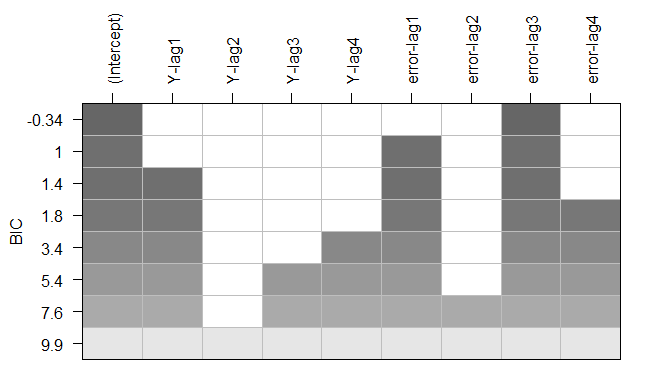 (Intercept)
Y-lag1
Y-lag2
Y-lag3
Y-lag4
error-lag1
error-lag2
error-lag3
error-lag4
BIC
-0.34
1
1.4
1.8
3.4
5.4
7.6
9.9